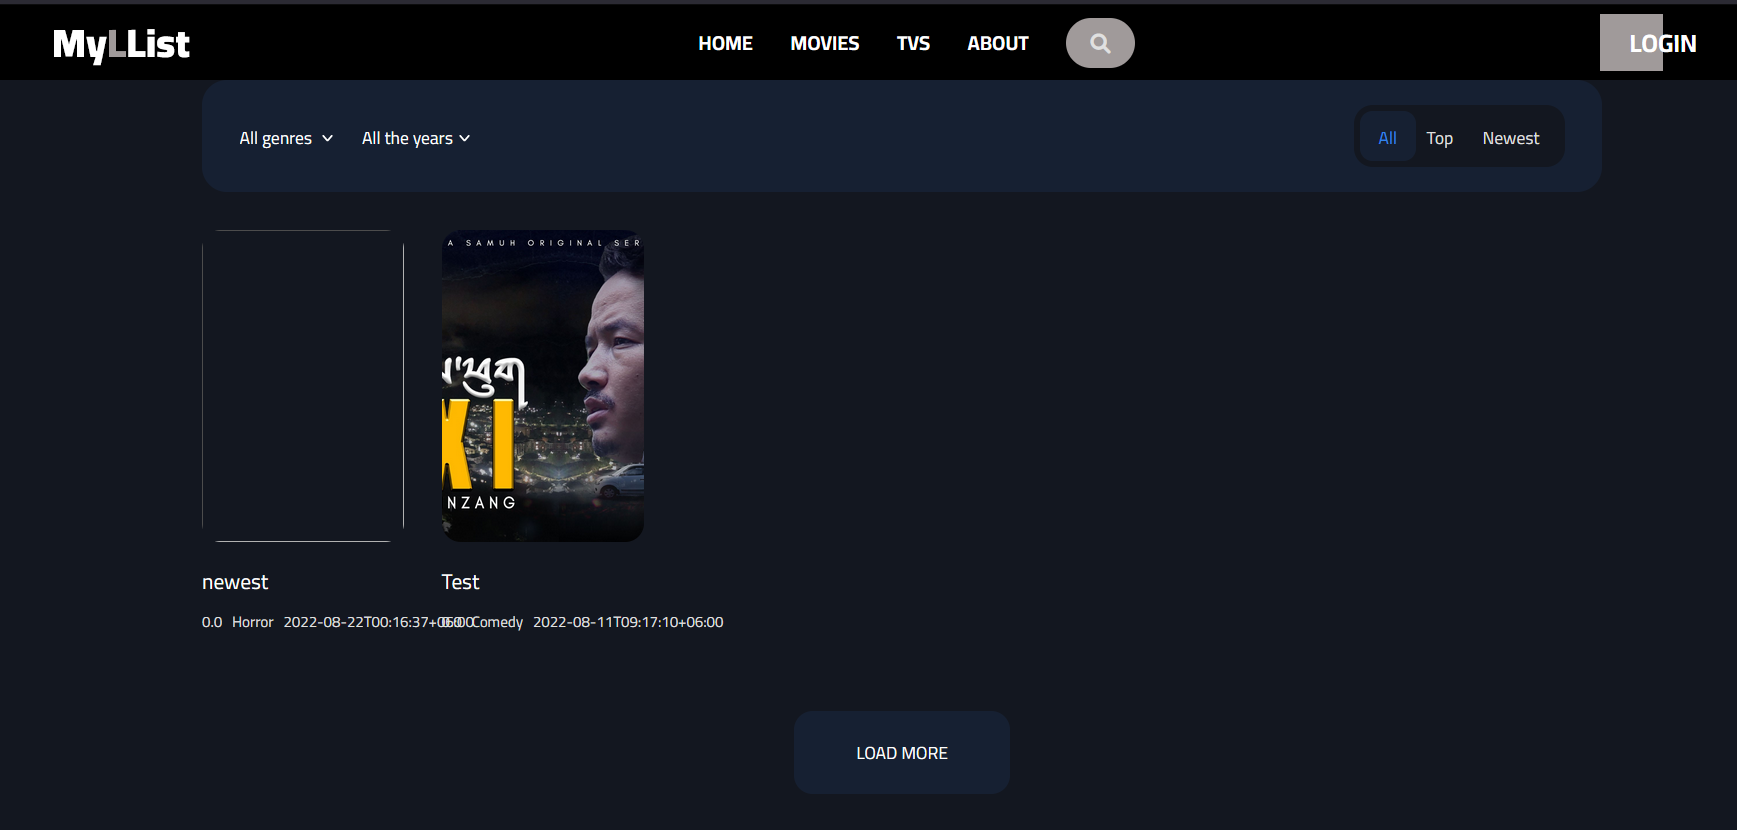 MyLList
HOME MOVIES TVS ABOUT
LOGIN
All genres All the years
All Top Newest
A SAMUH ORIGINAL SER
KI
NZANG
newest
Test
0.0 Horror 2022-08-22T00:16:37+06:00
0.0 Comedy 2022-08-11T09:17:10+06:00
LOAD MORE